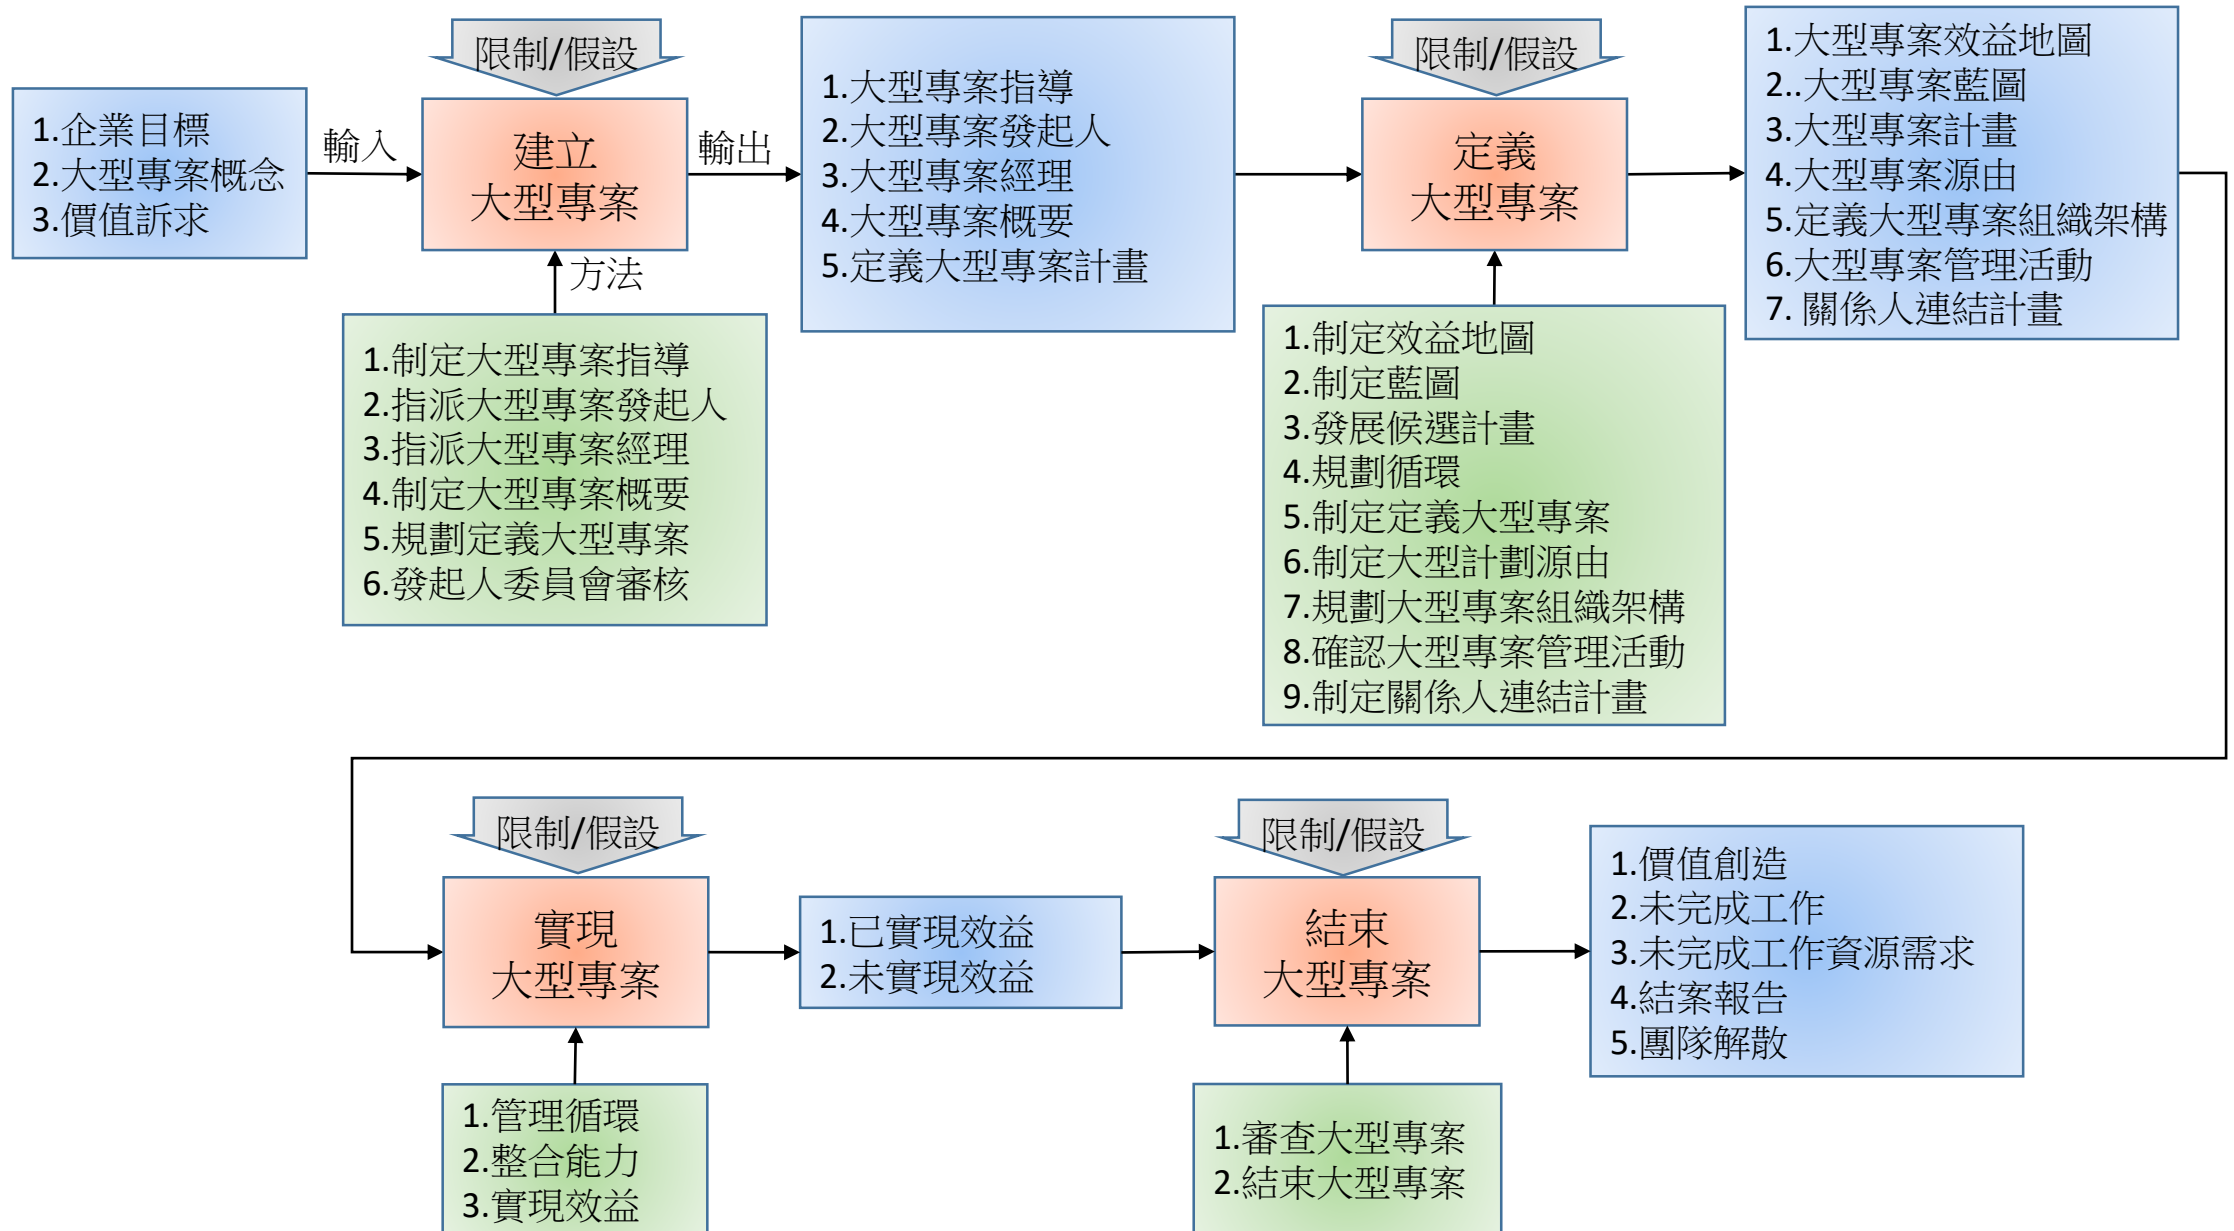 限制/假設
1.企業目標
2.大型專案概念
3.價值訴求
輸入
建立
大型專案
輸出
方法
1.制定大型專案指導
2.指派大型專案發起人
3.指派大型專案經理
4.制定大型專案概要
5.規劃定義大型專案
6.發起人委員會審核
1.大型專案指導
2.大型專案發起人
3.大型專案經理
4.大型專案概要
5.定義大型專案計畫
限制/假設
定義
大型專案
1.制定效益地圖
2.制定藍圖
3.發展候選計畫
4.規劃循環
5.制定定義大型專案
6.制定大型計劃源由
7.規劃大型專案組織架構
8.確認大型專案管理活動
9.制定關係人連結計畫
1.大型專案效益地圖
2..大型專案藍圖
3.大型專案計畫
4.大型專案源由
5.定義大型專案組織架構
6.大型專案管理活動
7. 關係人連結計畫
限制/假設
實現
大型專案
1.管理循環
2.整合能力
3.實現效益
1.已實現效益
2.未實現效益
限制/假設
結束
大型專案
1.審查大型專案
2.結束大型專案
1.價值創造
2.未完成工作
3.未完成工作資源需求
4.結案報告
5.團隊解散